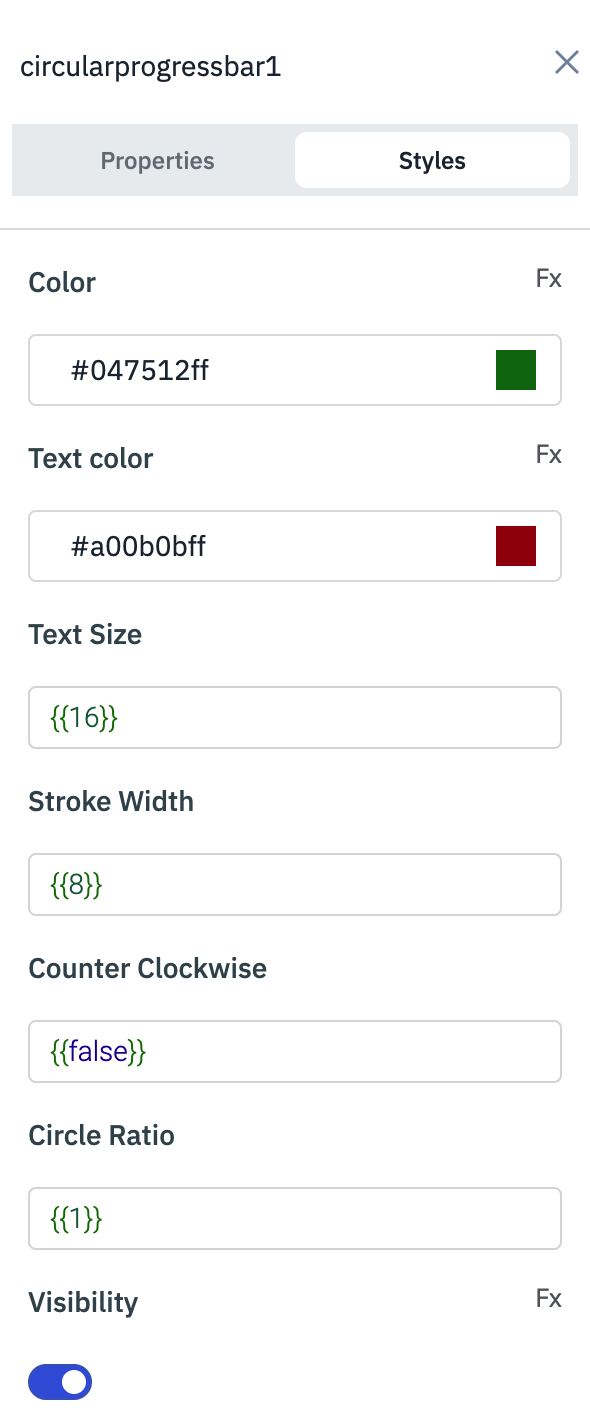 circularprogressbar1
Properties Styles
Color Fx
#047512ff
Text color Fx
#a00b0bff
Text Size
{{16}}
Stroke Width
{{8}}
Counter Clockwise
{{false}}
Circle Ratio
{{1}}
Visibility Fx